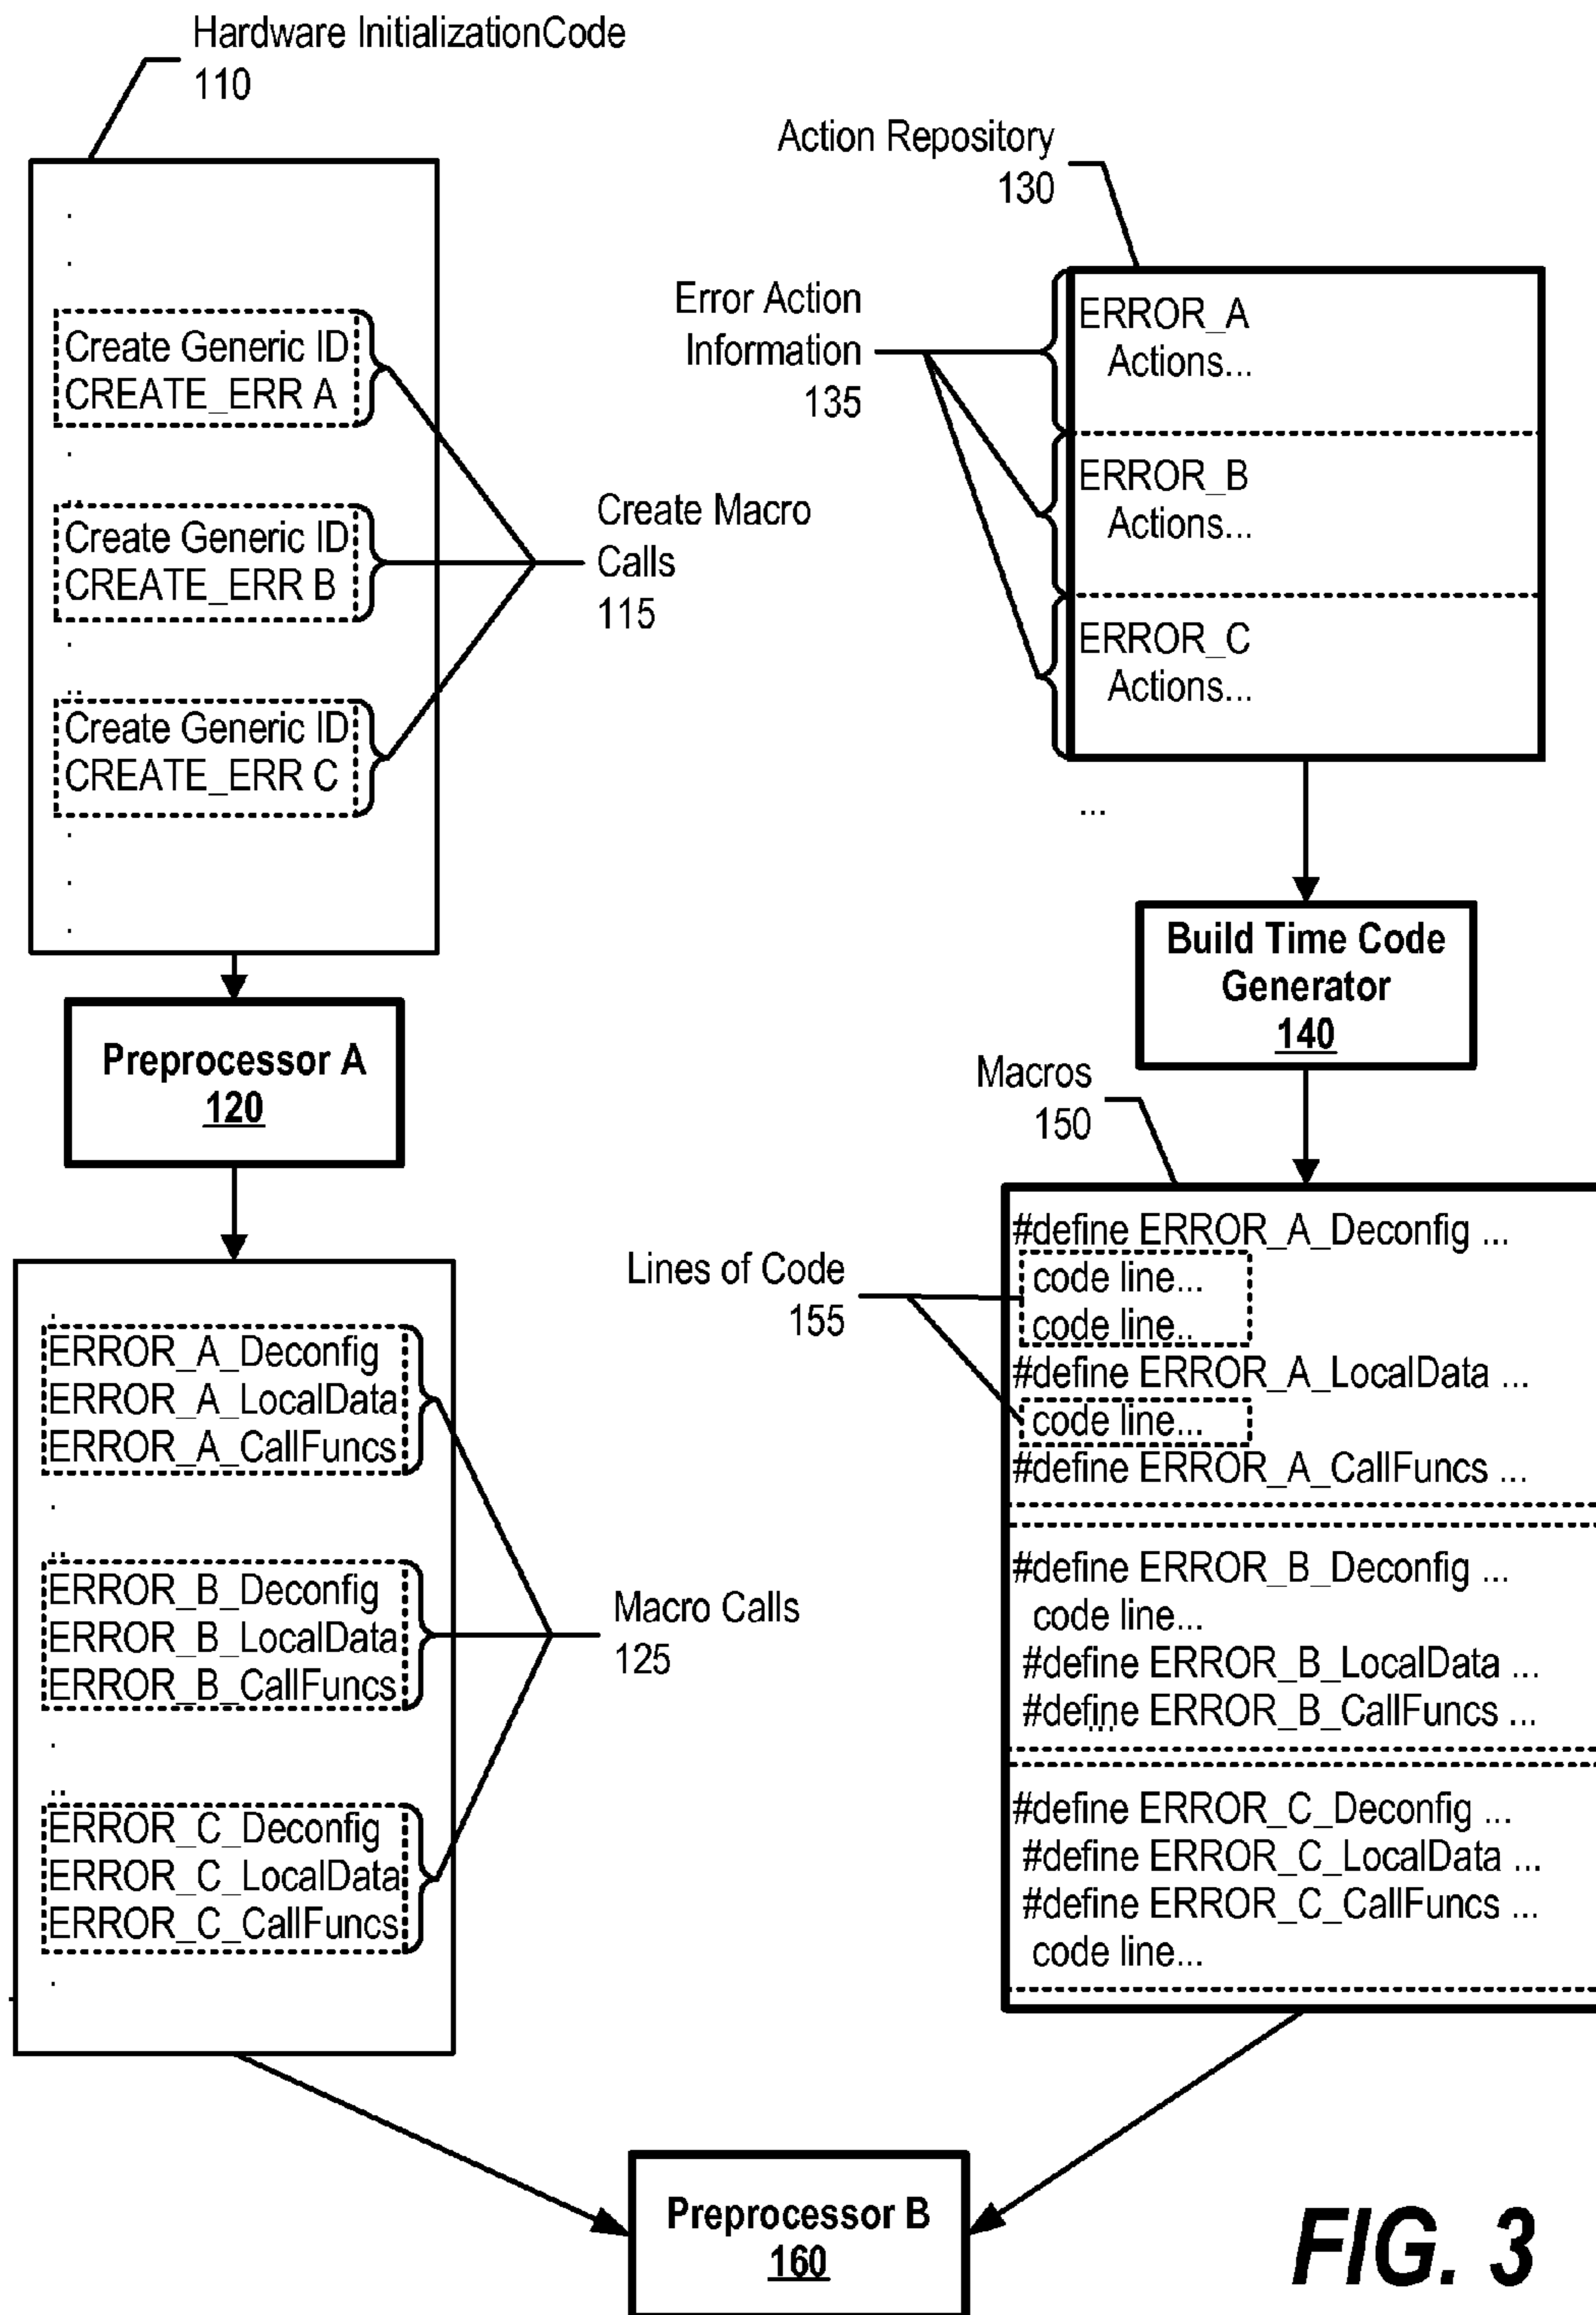 Hardware InitializationCode
110
.
.
Create Generic ID
CREATE_ERR A
.
..
Create Generic ID
CREATE_ERR B
.
..
Create Generic ID
CREATE_ERR C
.
.
.
Create Macro
Calls
115
Preprocessor A
120
.
ERROR_A_Deconfig
ERROR_A_LocalData
ERROR_A_CallFuncs
.
..
ERROR_B_Deconfig
ERROR_B_LocalData
ERROR_B_CallFuncs
.
..
ERROR_C_Deconfig
ERROR_C_LocalData
ERROR_C_CallFuncs
.
Macro Calls
125
Action Repository
130
Error Action
Information
135
ERROR_A
Actions...
ERROR_B
Actions...
ERROR_C
Actions...
...
Build Time Code
Generator
140
Macros
150
Lines of Code
155
#define ERROR_A_Deconfig ...
code line...
code line..
#define ERROR_A_LocalData ...
code line...
#define ERROR_A_CallFuncs ...
#define ERROR_B_Deconfig ...
code line...
#define ERROR_B_LocalData ...
#define ERROR_B_CallFuncs ...
...
#define ERROR_C_Deconfig ...
#define ERROR_C_LocalData ...
#define ERROR_C_CallFuncs ...
code line...
Preprocessor B
160
FIG. 3